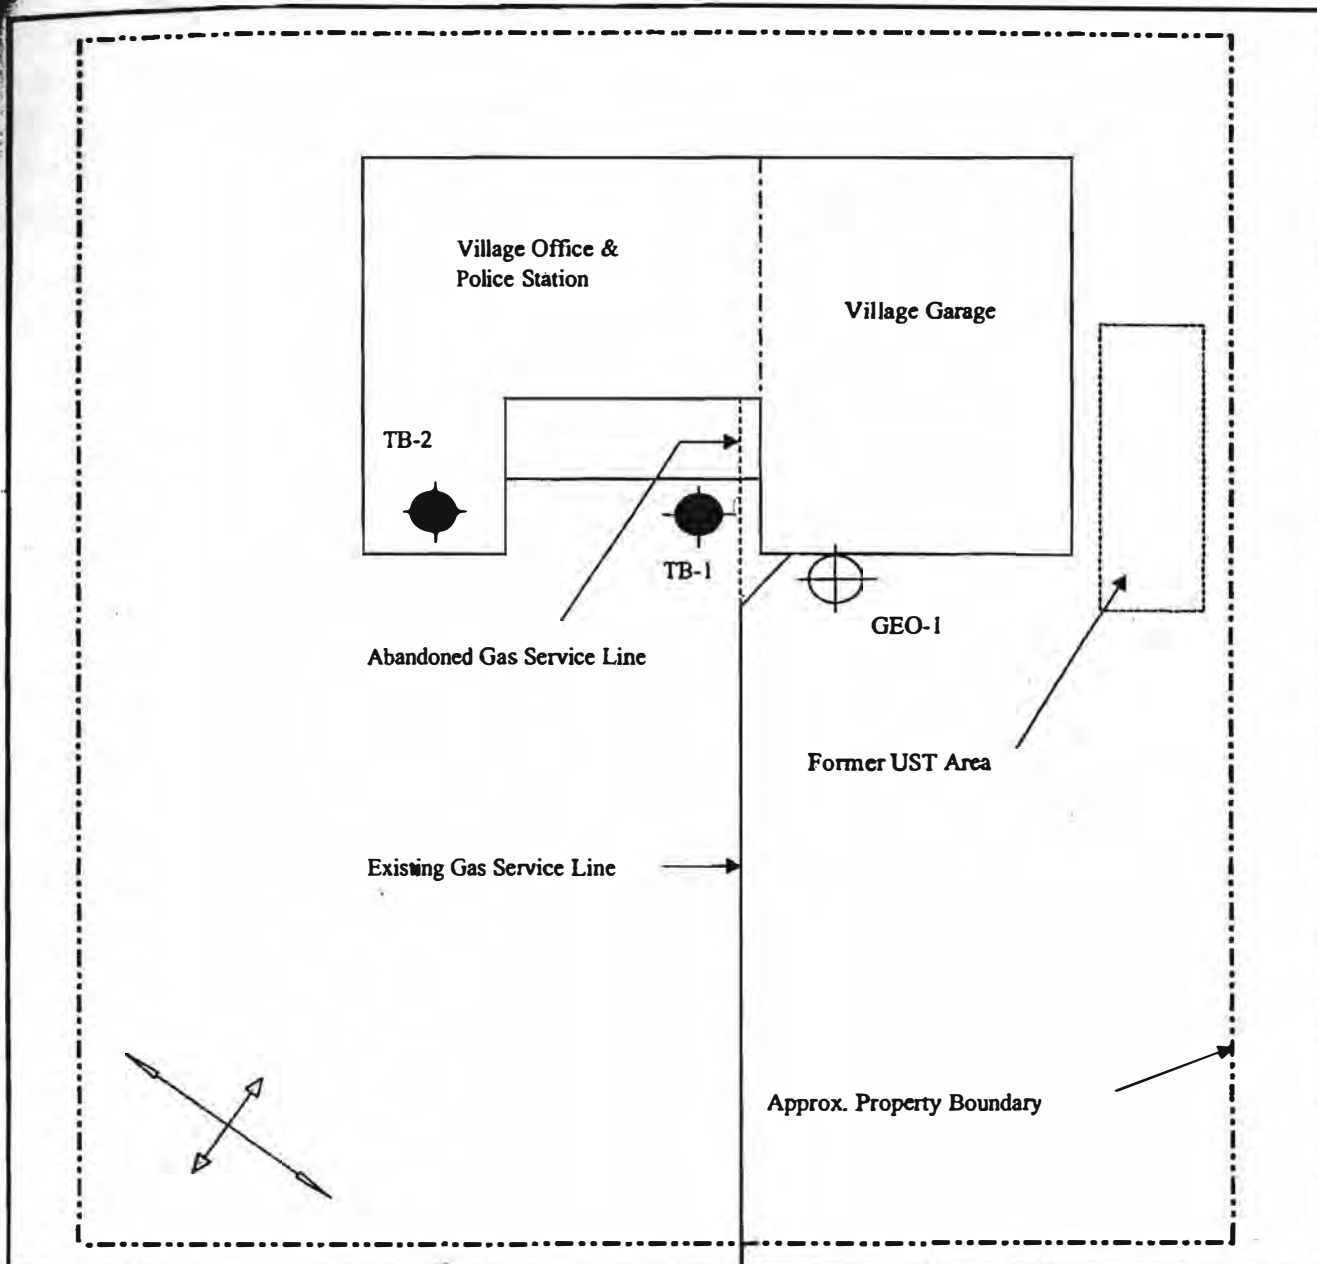 Village Office &
Police Station
Village Garage
TB-2
TB-1
GEO-1
Abandoned Gas Service Line
Former UST Area
Existing Gas Service Line
Approx. Property Boundary